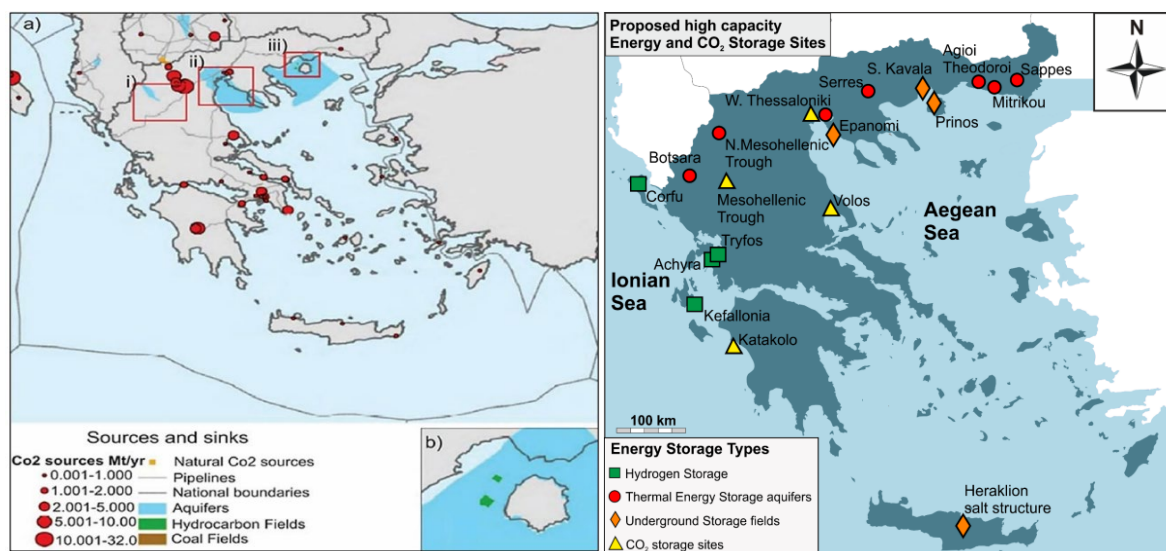 a)
iii)
ii)
i)
Sources and sinks
Co2 sources Mt/yr
0.001-1.000
1.001-2.000
2.001-5.000
5.001-10.00
10.001-32.0
Natural Co2 sources
Pipelines
National boundaries
Aquifers
Hydrocarbon Fields
Coal Fields
b)
Proposed high capacity
Energy and CO₂ Storage Sites
N
Agioi
Theodoroi
Sappes
S. Kavala
Serres
Mitrikou
W. Thessaloniki
Prinos
Epanomi
N.Mesohellenic
Trough
Botsara
Corfu
Mesohellenic
Trough
Volos
Aegean
Sea
Tryfos
Achyra
Ionian
Sea
Kefallonia
Katakolo
100 km
Energy Storage Types
Hydrogen Storage
Thermal Energy Storage aquifers
Underground Storage fields
CO₂ storage sites
Heraklion
salt structure